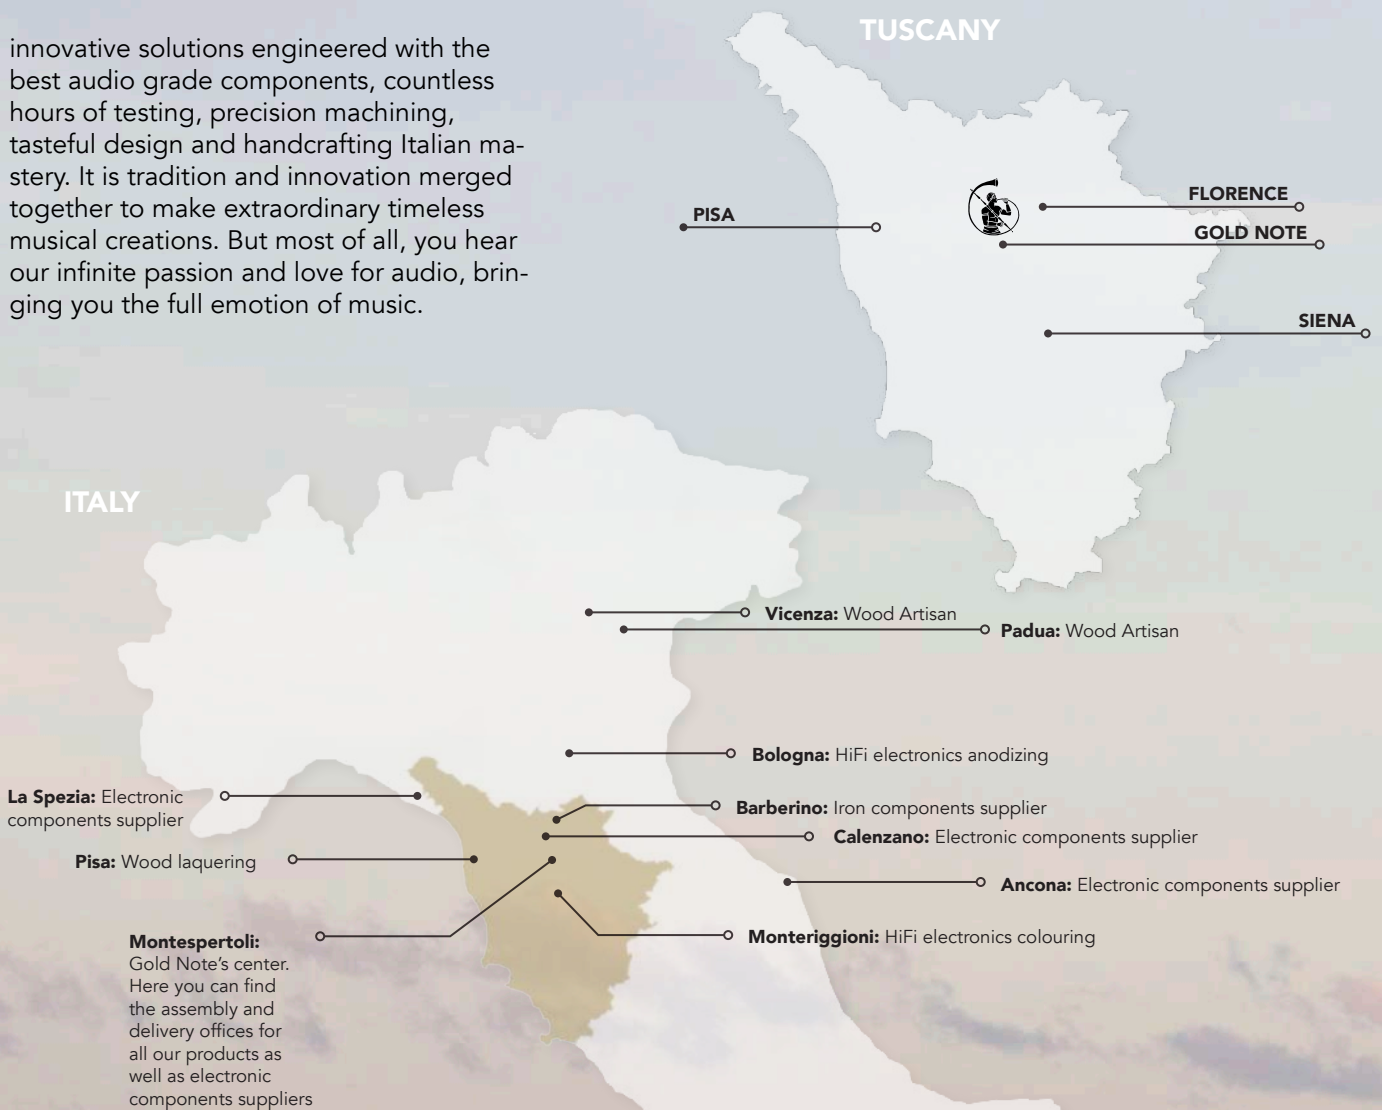 innovative solutions engineered with the
best audio grade components, countless
hours of testing, precision machining,
tasteful design and handcrafting Italian ma-
stery. It is tradition and innovation merged
together to make extraordinary timeless
musical creations. But most of all, you hear
our infinite passion and love for audio, brin-
ging you the full emotion of music.
TUSCANY
PISA
FLORENCE
GOLD NOTE
SIENA
ITALY
Vicenza: Wood Artisan
Padua: Wood Artisan
Bologna: HiFi electronics anodizing
La Spezia: Electronic
components supplier
Barberino: Iron components supplier
Calenzano: Electronic components supplier
Pisa: Wood laquering
Ancona: Electronic components supplier
Monteriggioni: HiFi electronics colouring
Montespertoli:
Gold Note's center.
Here you can find
the assembly and
delivery offices for
all our products as
well as electronic
components suppliers